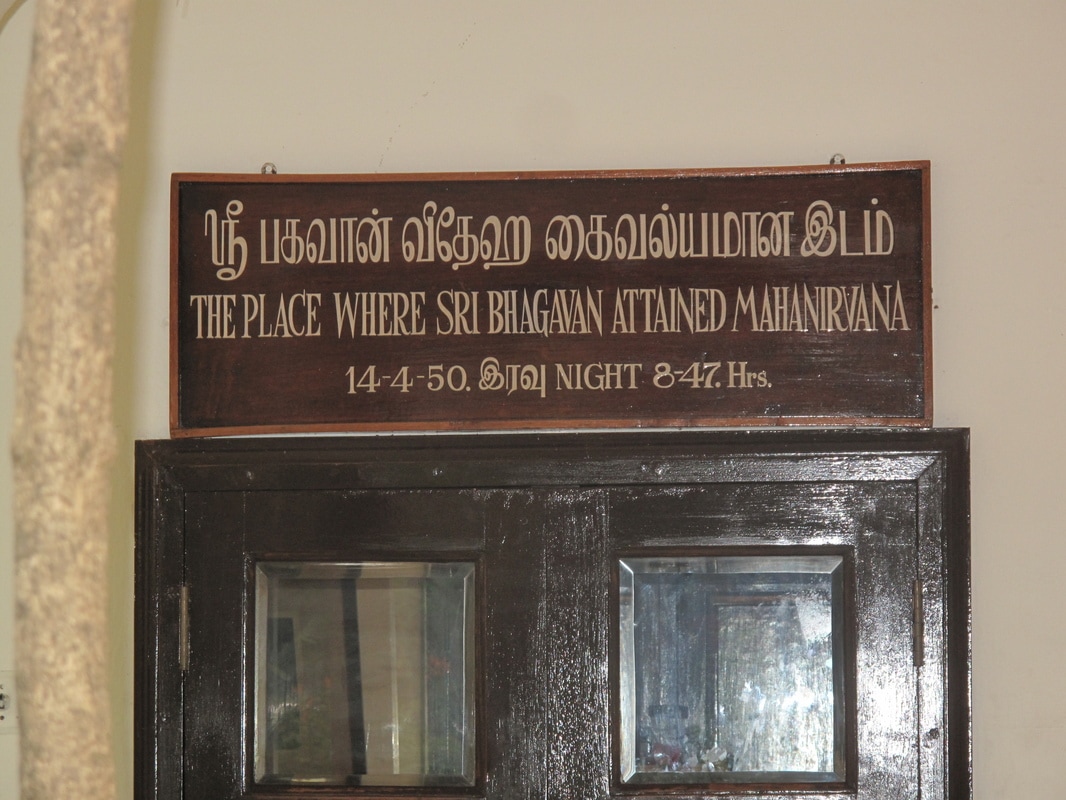 ஸ்ரீ பகவான் விதேஹ கைவல்யமான இடம்
THE PLACE WHERE SRI BHAGAVAN ATTAINED MAHANIRVANA
14-4-50. இரவு NIGHT 8-47. Hrs.